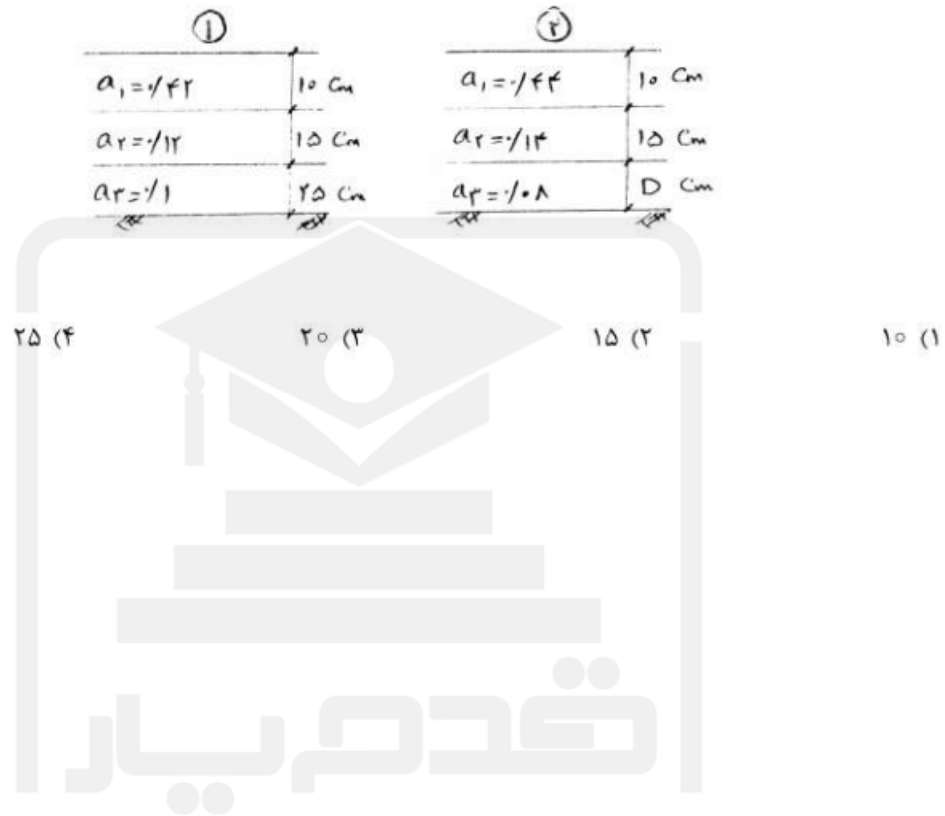 ① ②
a₁=۰/۴۲ ۱۰ Cm a₁=۰/۴۴ ۱۰ Cm
a۲=۰/۱۲ ۱۵ Cm a۲=۰/۱۴ ۱۵ Cm
a۳=۰/۱ ۲۵ Cm a۳=۰/۰۸ D Cm
۱) ۱۰ ۲) ۱۵ ۳) ۲۰ ۴) ۲۵
قدم یار